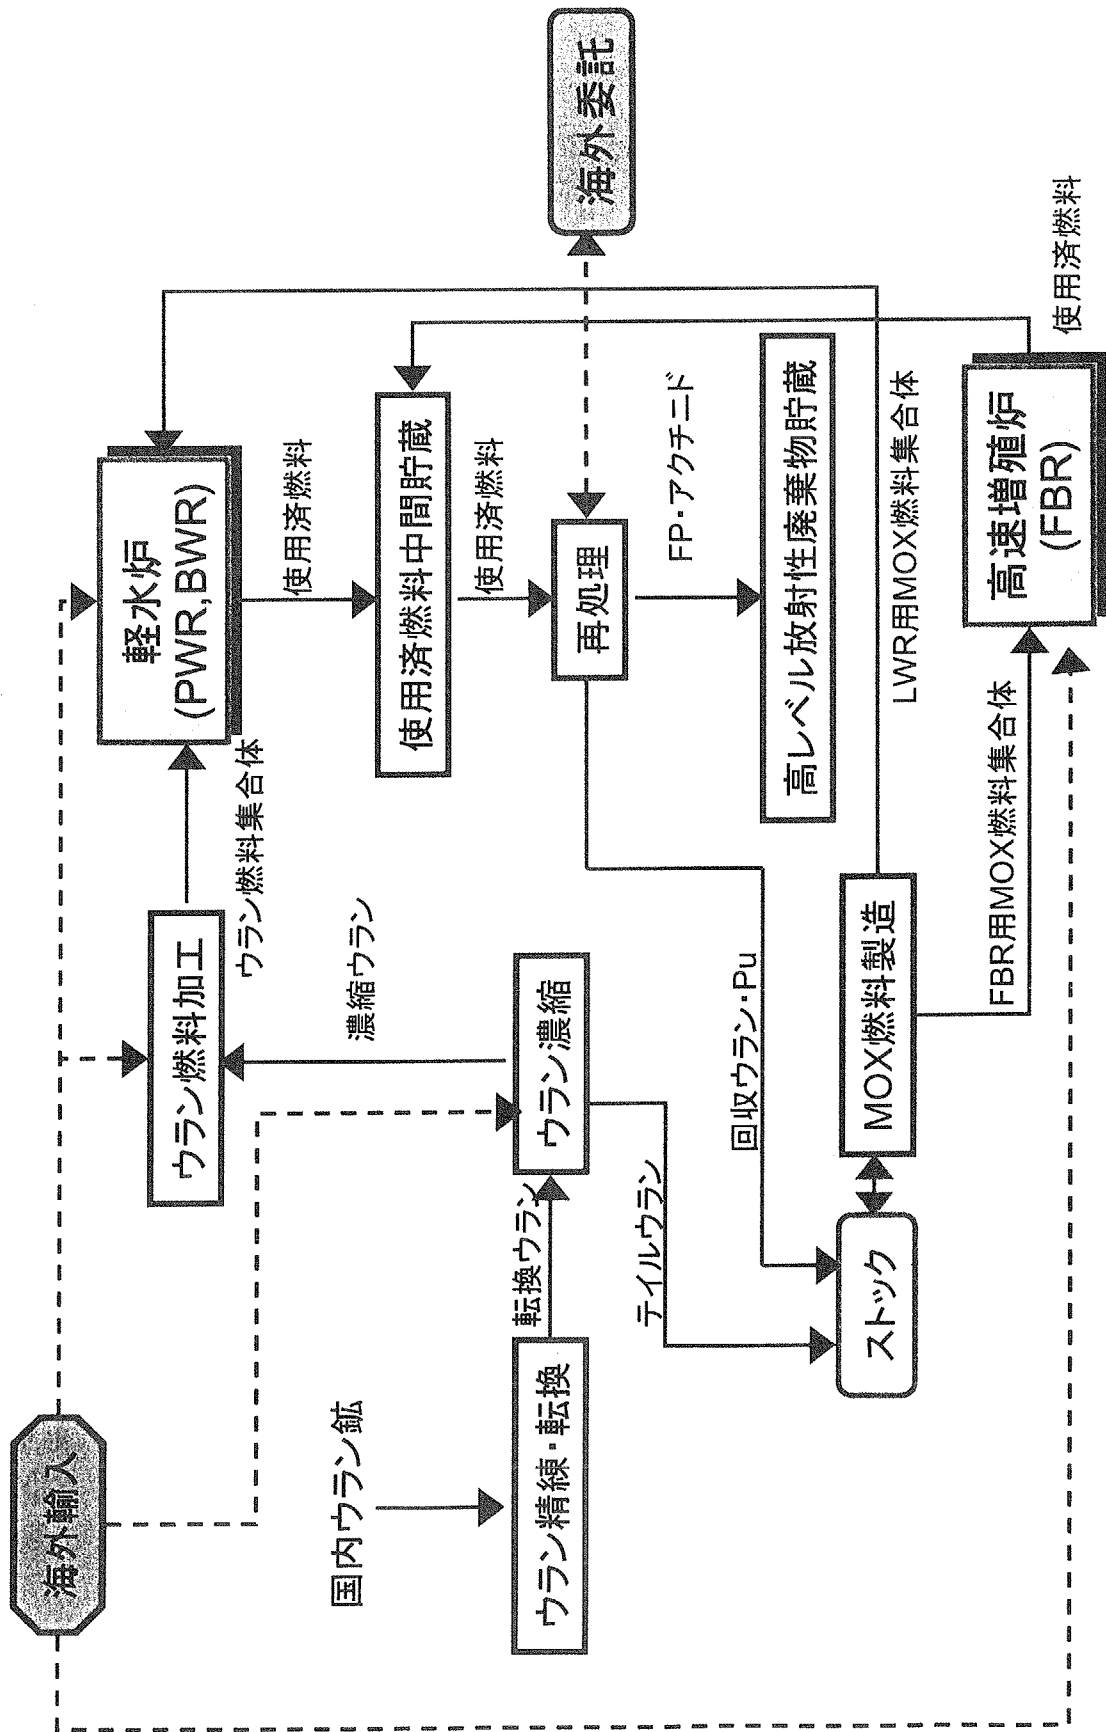 海外輸入
ウラン燃料加工
ウラン燃料集合体
軽水炉
(PWR,BWR)
国内ウラン鉱
濃縮ウラン
使用済燃料
使用済燃料中間貯蔵
ウラン精練・転換
転換ウラン
ウラン濃縮
使用済燃料
再処理
海外委託
テイルウラン
FP・アクチニド
回収ウラン・Pu
高レベル放射性廃棄物貯蔵
ストック
MOX燃料製造
LWR用MOX燃料集合体
FBR用MOX燃料集合体
高速増殖炉
(FBR)
使用済燃料